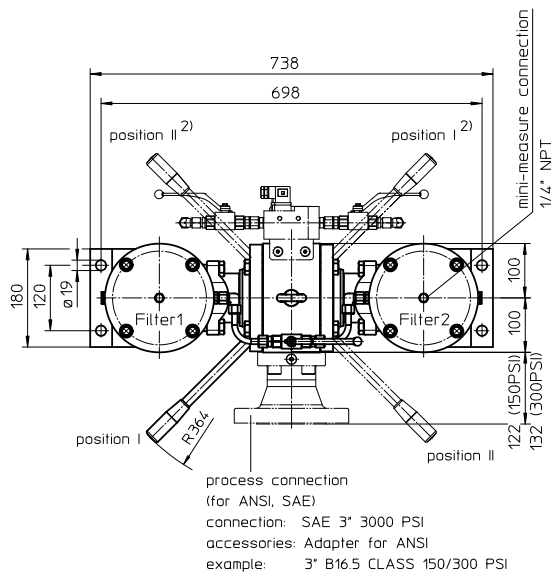 738
698
mini-measure connection
1/4" NPT
position II 2)
position I 2)
180
120
ø19
Filter1
Filter2
100
100
122 (150PSI)
132 (300PSI)
position I
R364
position II
process connection
(for ANSI, SAE)
connection: SAE 3" 3000 PSI
accessories: Adapter for ANSI
example: 3" B16.5 CLASS 150/300 PSI